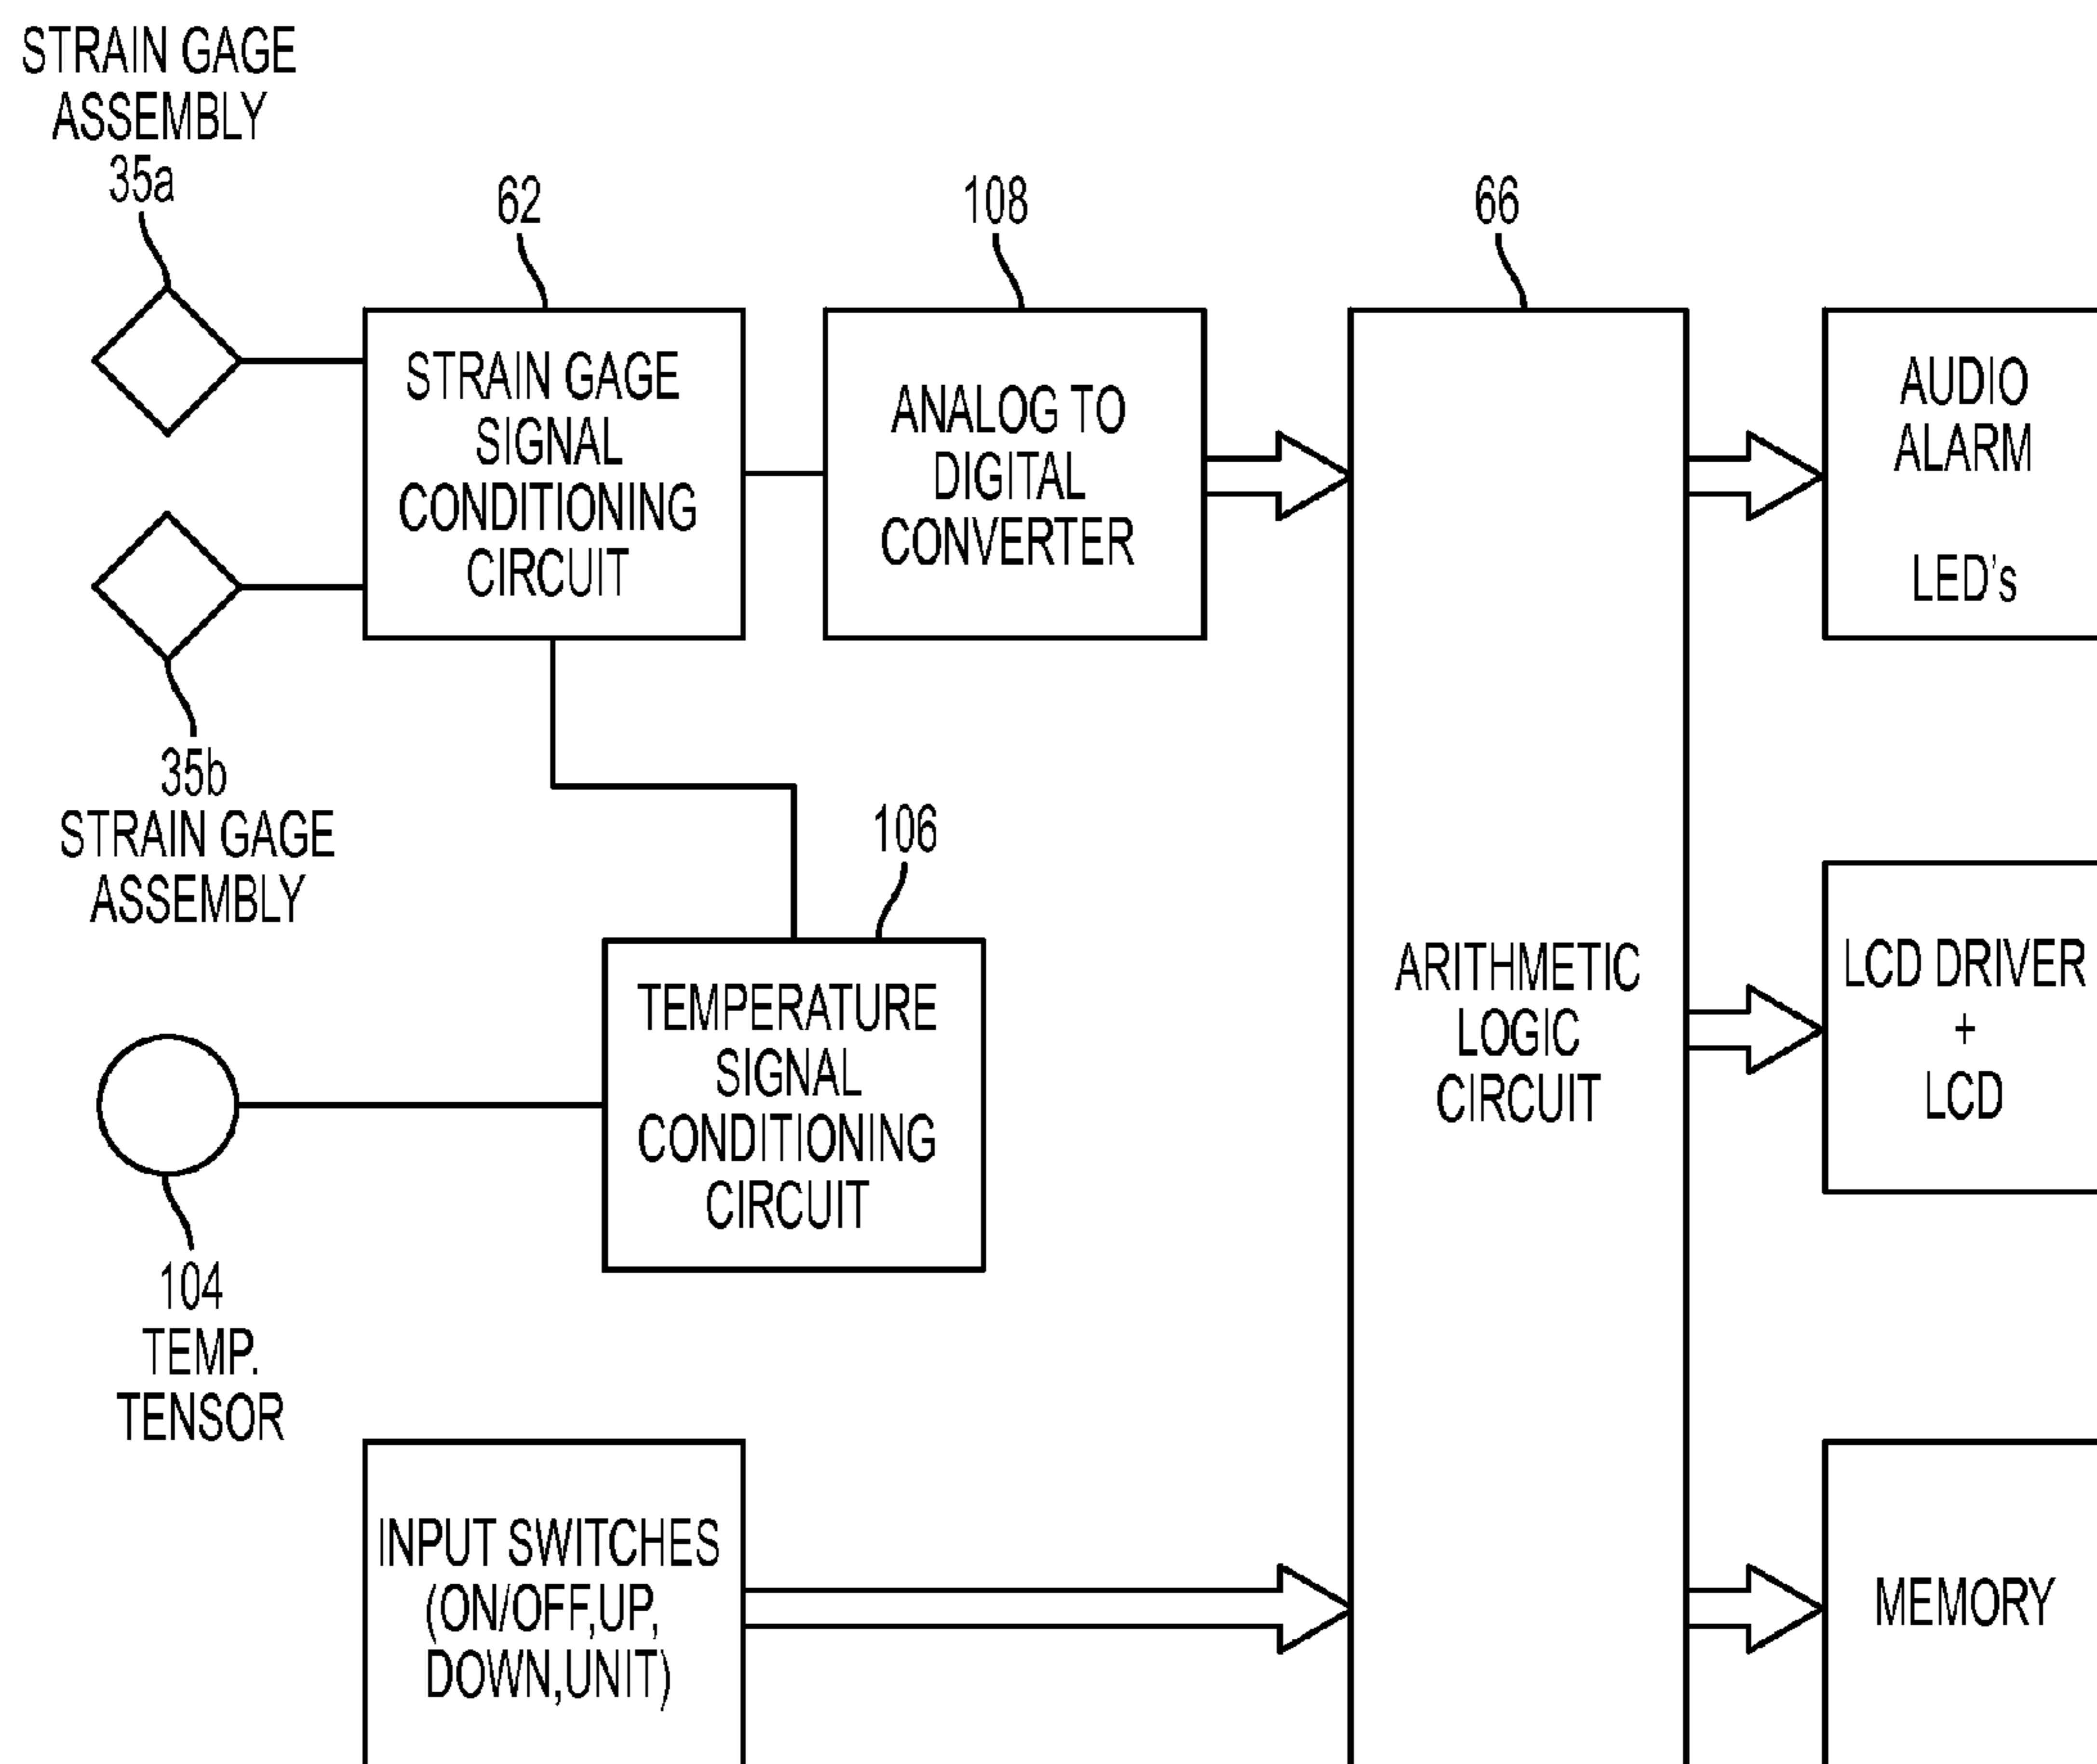 STRAIN GAGE
ASSEMBLY
35a
62
108
66
STRAIN GAGE
SIGNAL
CONDITIONING
CIRCUIT
ANALOG TO
DIGITAL
CONVERTER
AUDIO
ALARM
LED's
35b
STRAIN GAGE
ASSEMBLY
106
TEMPERATURE
SIGNAL
CONDITIONING
CIRCUIT
ARITHMETIC
LOGIC
CIRCUIT
LCD DRIVER
+
LCD
104
TEMP.
TENSOR
INPUT SWITCHES
(ON/OFF,UP,
DOWN,UNIT)
MEMORY